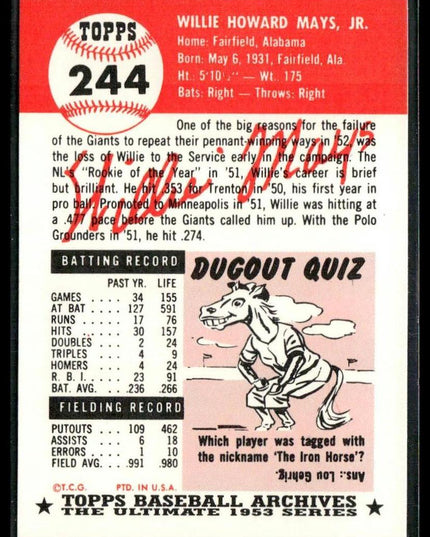 TOPPS
244
WILLIE HOWARD MAYS, JR.
Home: Fairfield, Alabama
Born: May 6, 1931, Fairfield, Ala.
Ht.: 5'10½" — Wt.: 175
Bats: Right — Throws: Right
One of the big reasons for the failure
of the Giants to repeat their pennant-winning ways in '52, was
the loss of Willie to the Service early in the campaign. The
NL's "Rookie of the Year" in '51, Willie's career is brief
but brilliant. He hit .353 at Trenton in '50, his first year in
pro ball. Promoted to Minneapolis in '51, Willie was hitting at
a .477 pace before the Giants called him up. With the Polo
Grounders in '51, he hit .274.
Willie Mays
BATTING RECORD
PAST YR. LIFE
GAMES .... 34 155
AT BAT .... 127 591
RUNS .... 17 76
HITS .... 30 157
DOUBLES .. 2 24
TRIPLES ... 4 9
HOMERS ... 4 24
R. B. I. .... 23 91
BAT. AVG. .. .236 .266
FIELDING RECORD
PUTOUTS .. 109 462
ASSISTS ... 6 18
ERRORS ... 1 10
FIELD AVG. .. .991 .980
DUGOUT QUIZ
Which player was tagged with
the nickname 'The Iron Horse'?
Ans.: Lou Gehrig.
©T.C.G. PTD. IN U.S.A.
★ TOPPS BASEBALL ARCHIVES ★
THE ULTIMATE 1953 SERIES